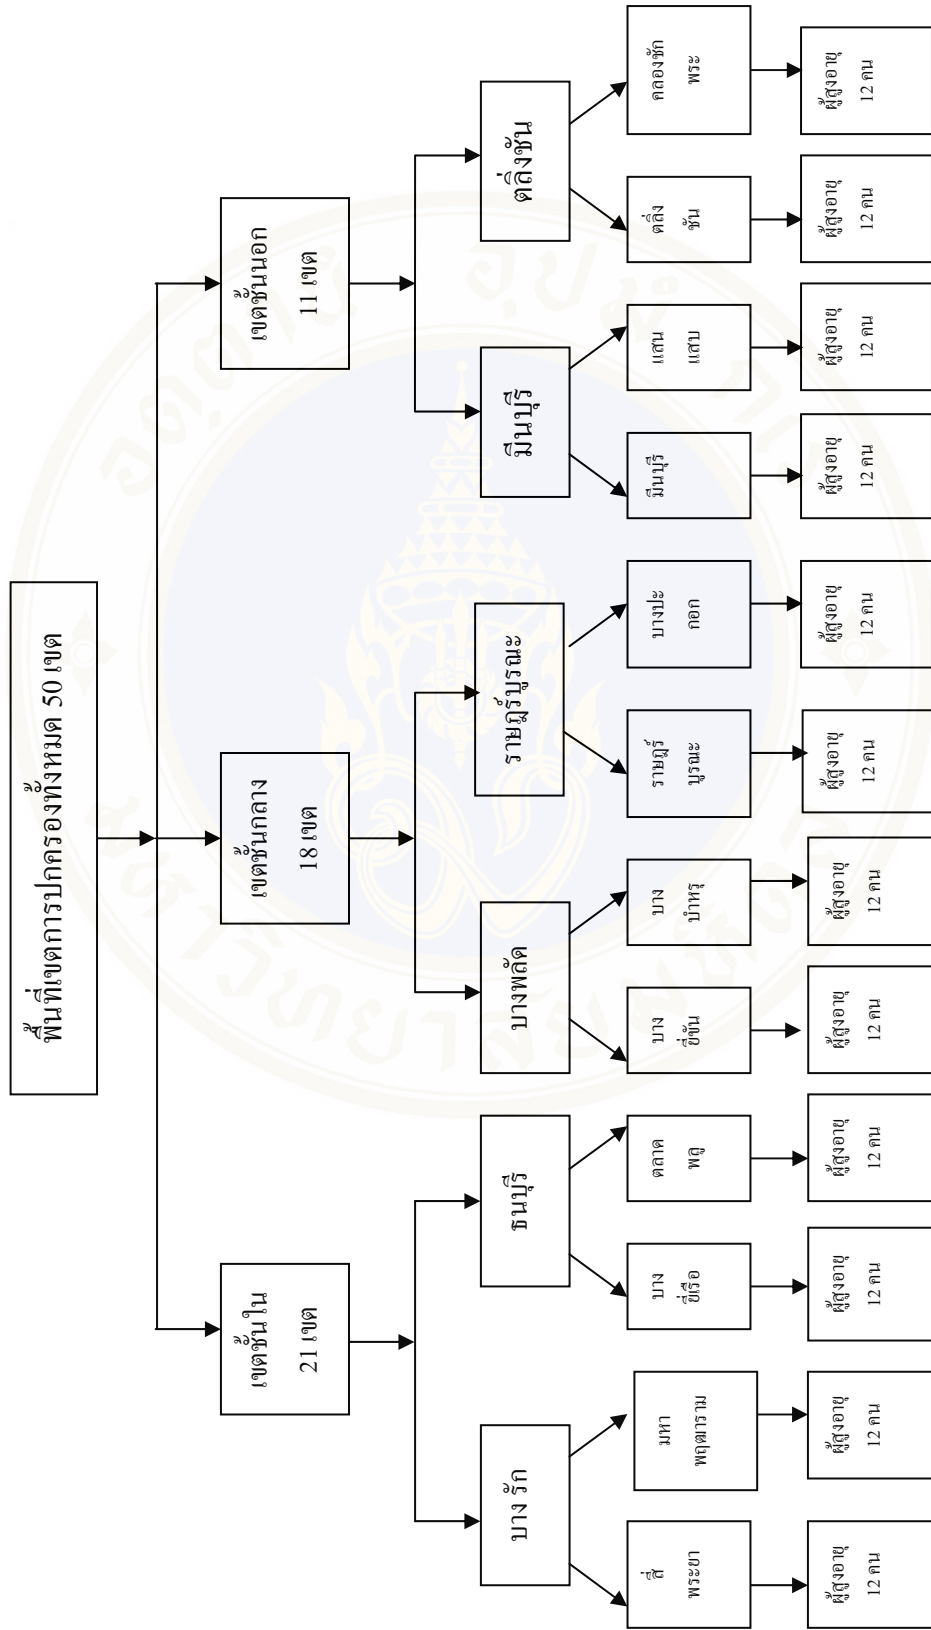 พื้นที่เขตการปกครองทั้งหมด 50 เขต
เขตชั้นใน
21 เขต
เขตชั้นกลาง
18 เขต
เขตชั้นนอก
11 เขต
บาง รัก
ธนบุรี
บางพลัด
ราษฎร์บูรณะ
มีนบุรี
ตลิ่งชัน
สี่
พระยา
มหา
พฤฒาราม
บาง
ยี่เรือ
ตลาด
พลู
บาง
ยี่ขัน
บาง
บำหรุ
ราษฎร์
บูรณะ
บางปะ
กอก
มีนบุรี
แสน
แสบ
ตลิ่ง
ชัน
คลองชัก
พระ
ผู้สูงอายุ
12 คน
ผู้สูงอายุ
12 คน
ผู้สูงอายุ
12 คน
ผู้สูงอายุ
12 คน
ผู้สูงอายุ
12 คน
ผู้สูงอายุ
12 คน
ผู้สูงอายุ
12 คน
ผู้สูงอายุ
12 คน
ผู้สูงอายุ
12 คน
ผู้สูงอายุ
12 คน
ผู้สูงอายุ
12 คน
ผู้สูงอายุ
12 คน